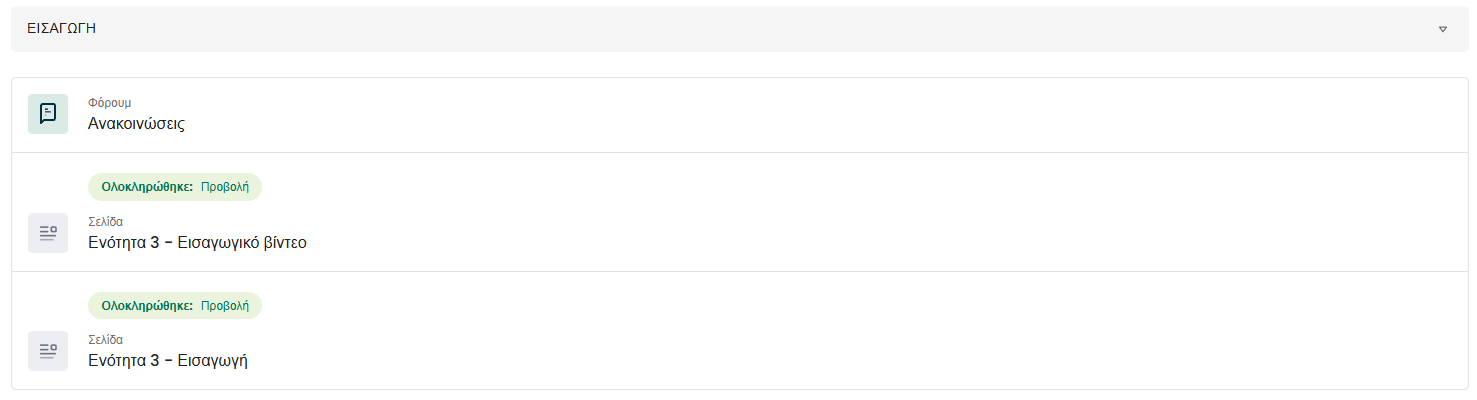 ΕΙΣΑΓΩΓΗ
Φόρουμ
Ανακοινώσεις
Ολοκληρώθηκε: Προβολή
Σελίδα
Ενότητα 3 - Εισαγωγικό βίντεο
Ολοκληρώθηκε: Προβολή
Σελίδα
Ενότητα 3 - Εισαγωγή